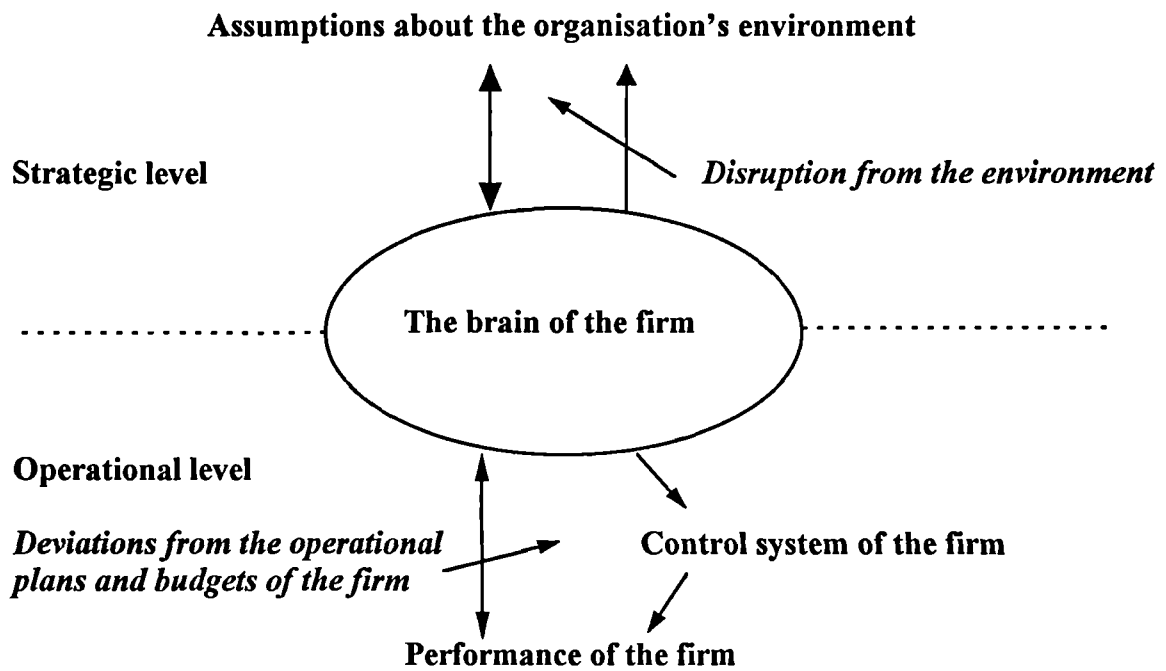 Assumptions about the organisation's environment
Strategic level
Disruption from the environment
The brain of the firm
Operational level
Deviations from the operational
plans and budgets of the firm
Control system of the firm
Performance of the firm